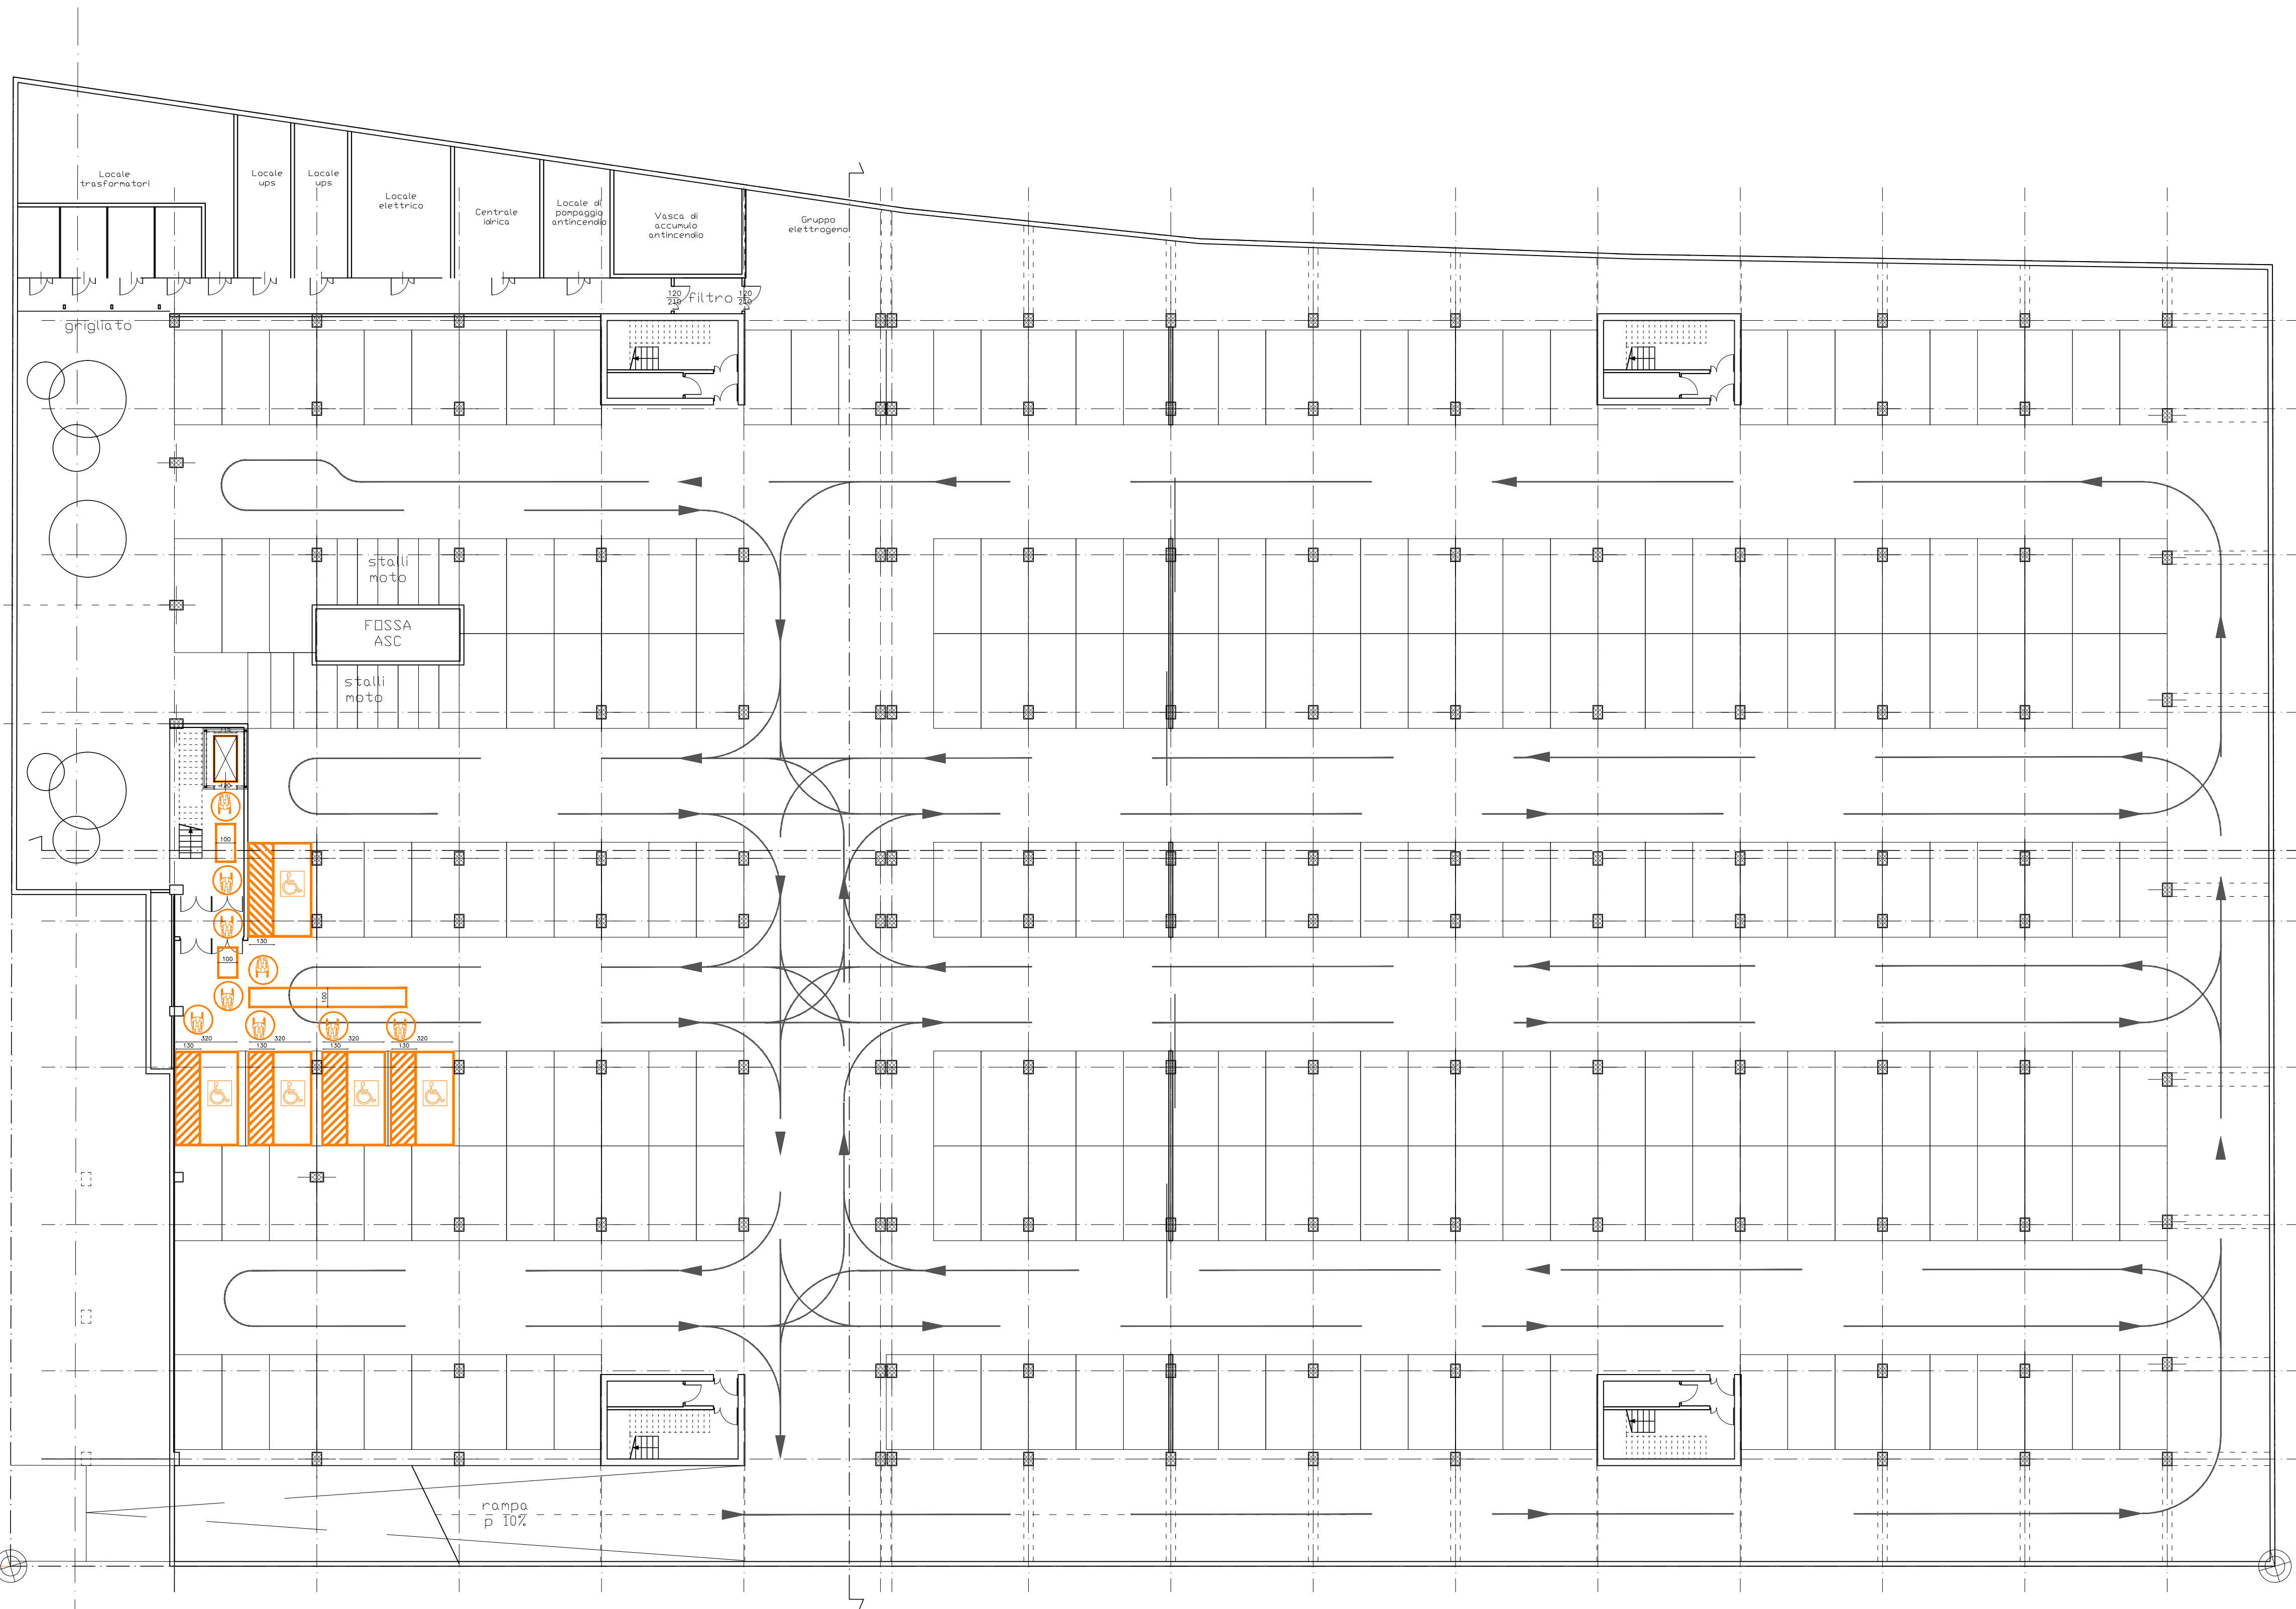 Locale
trasformatori
Locale
ups
Locale
ups
Locale
elettrico
Centrale
idrica
Locale di
pompaggio
antincendio
Vasca di
accumulo
antincendio
Gruppo
elettrogeno
120
210
filtro
120
210
grigliato
stalli
moto
FOSSA
ASC
stalli
moto
100
130
100
100
320
130
320
130
320
130
320
130
rampa
p 10%